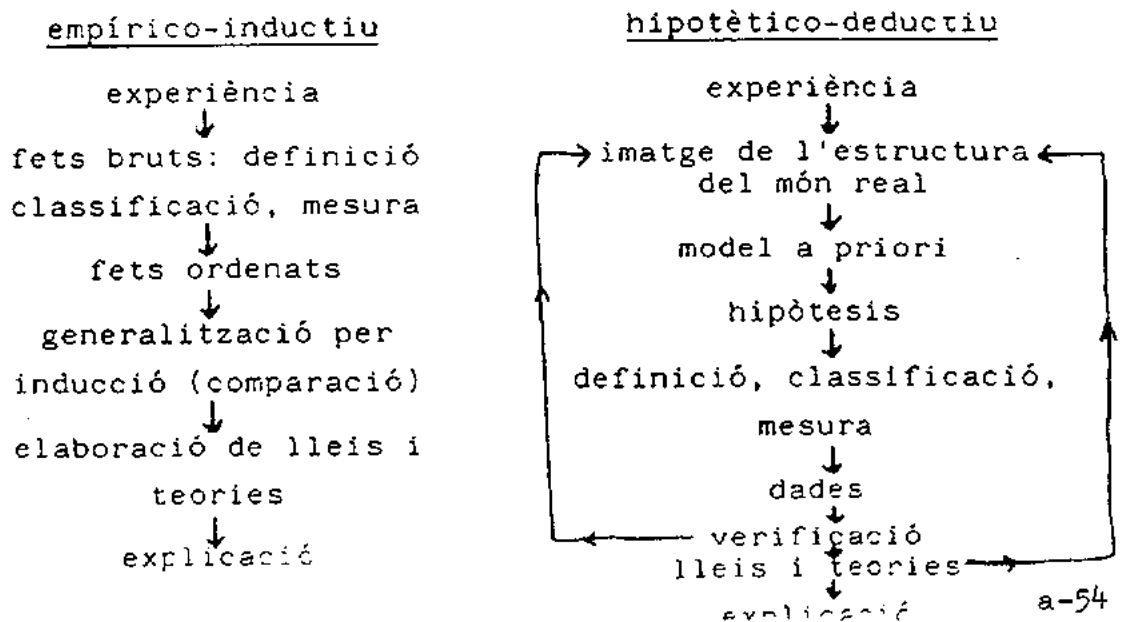 empírico-inductiu
experiència
fets bruts: definició
classificació, mesura
fets ordenats
generalització per
inducció (comparació)
elaboració de lleis i
teories
explicació
hipotètico-deductiu
experiència
imatge de l'estructura
del món real
model a priori
hipòtesis
definició, classificació,
mesura
dades
verificació
lleis i teories
explicació
a-54